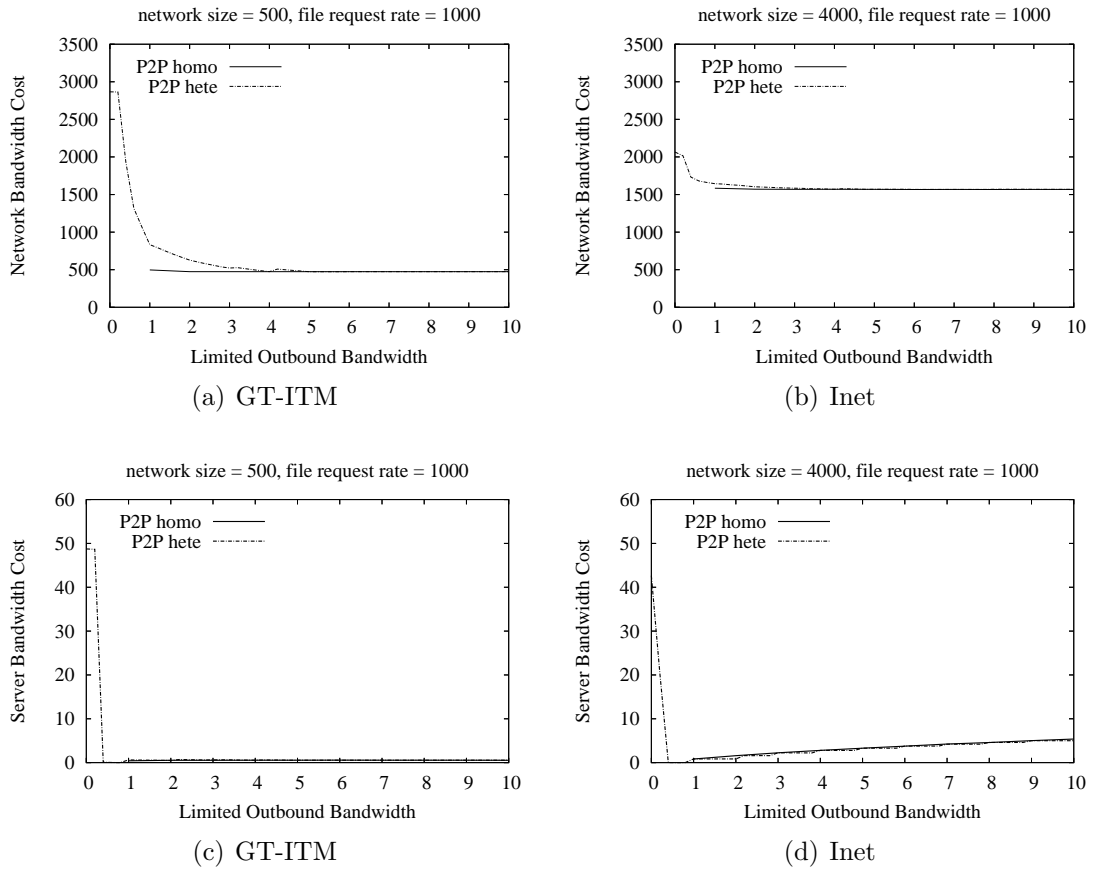 network size = 500, file request rate = 1000
Network Bandwidth Cost
3500
3000
2500
2000
1500
1000
500
0
P2P homo
P2P hete
0 1 2 3 4 5 6 7 8 9 10
Limited Outbound Bandwidth
(a) GT-ITM
network size = 4000, file request rate = 1000
Network Bandwidth Cost
3500
3000
2500
2000
1500
1000
500
0
P2P homo
P2P hete
0 1 2 3 4 5 6 7 8 9 10
Limited Outbound Bandwidth
(b) Inet
network size = 500, file request rate = 1000
Server Bandwidth Cost
60
50
40
30
20
10
0
P2P homo
P2P hete
0 1 2 3 4 5 6 7 8 9 10
Limited Outbound Bandwidth
(c) GT-ITM
network size = 4000, file request rate = 1000
Server Bandwidth Cost
60
50
40
30
20
10
0
P2P homo
P2P hete
0 1 2 3 4 5 6 7 8 9 10
Limited Outbound Bandwidth
(d) Inet